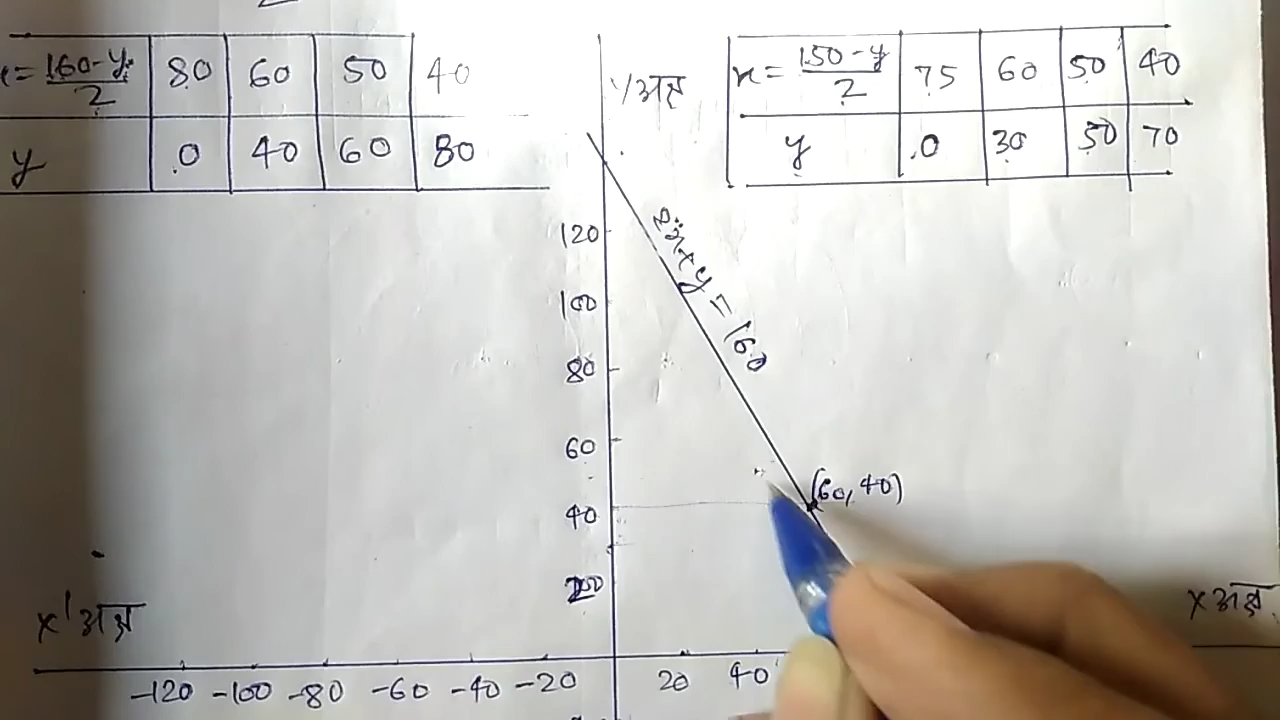 x = 160-y/2 80 60 50 40
y 0 40 60 80
x = 150-y/2 75 60 50 40
y 0 30 50 70
y अक्ष
2x+y = 160
120
100
80
60
(60, 40)
40
20
x' अक्ष
x अक्ष
-120 -100 -80 -60 -40 -20 20 40